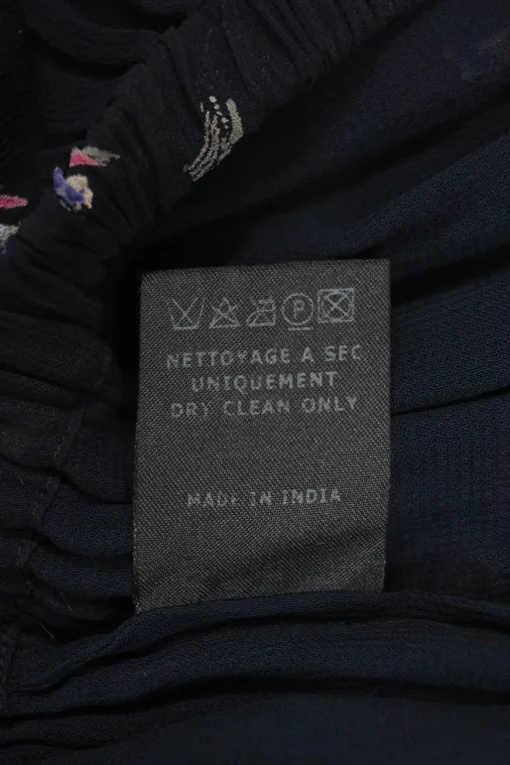 P
NETTOYAGE A SEC
UNIQUEMENT
DRY CLEAN ONLY
MADE IN INDIA